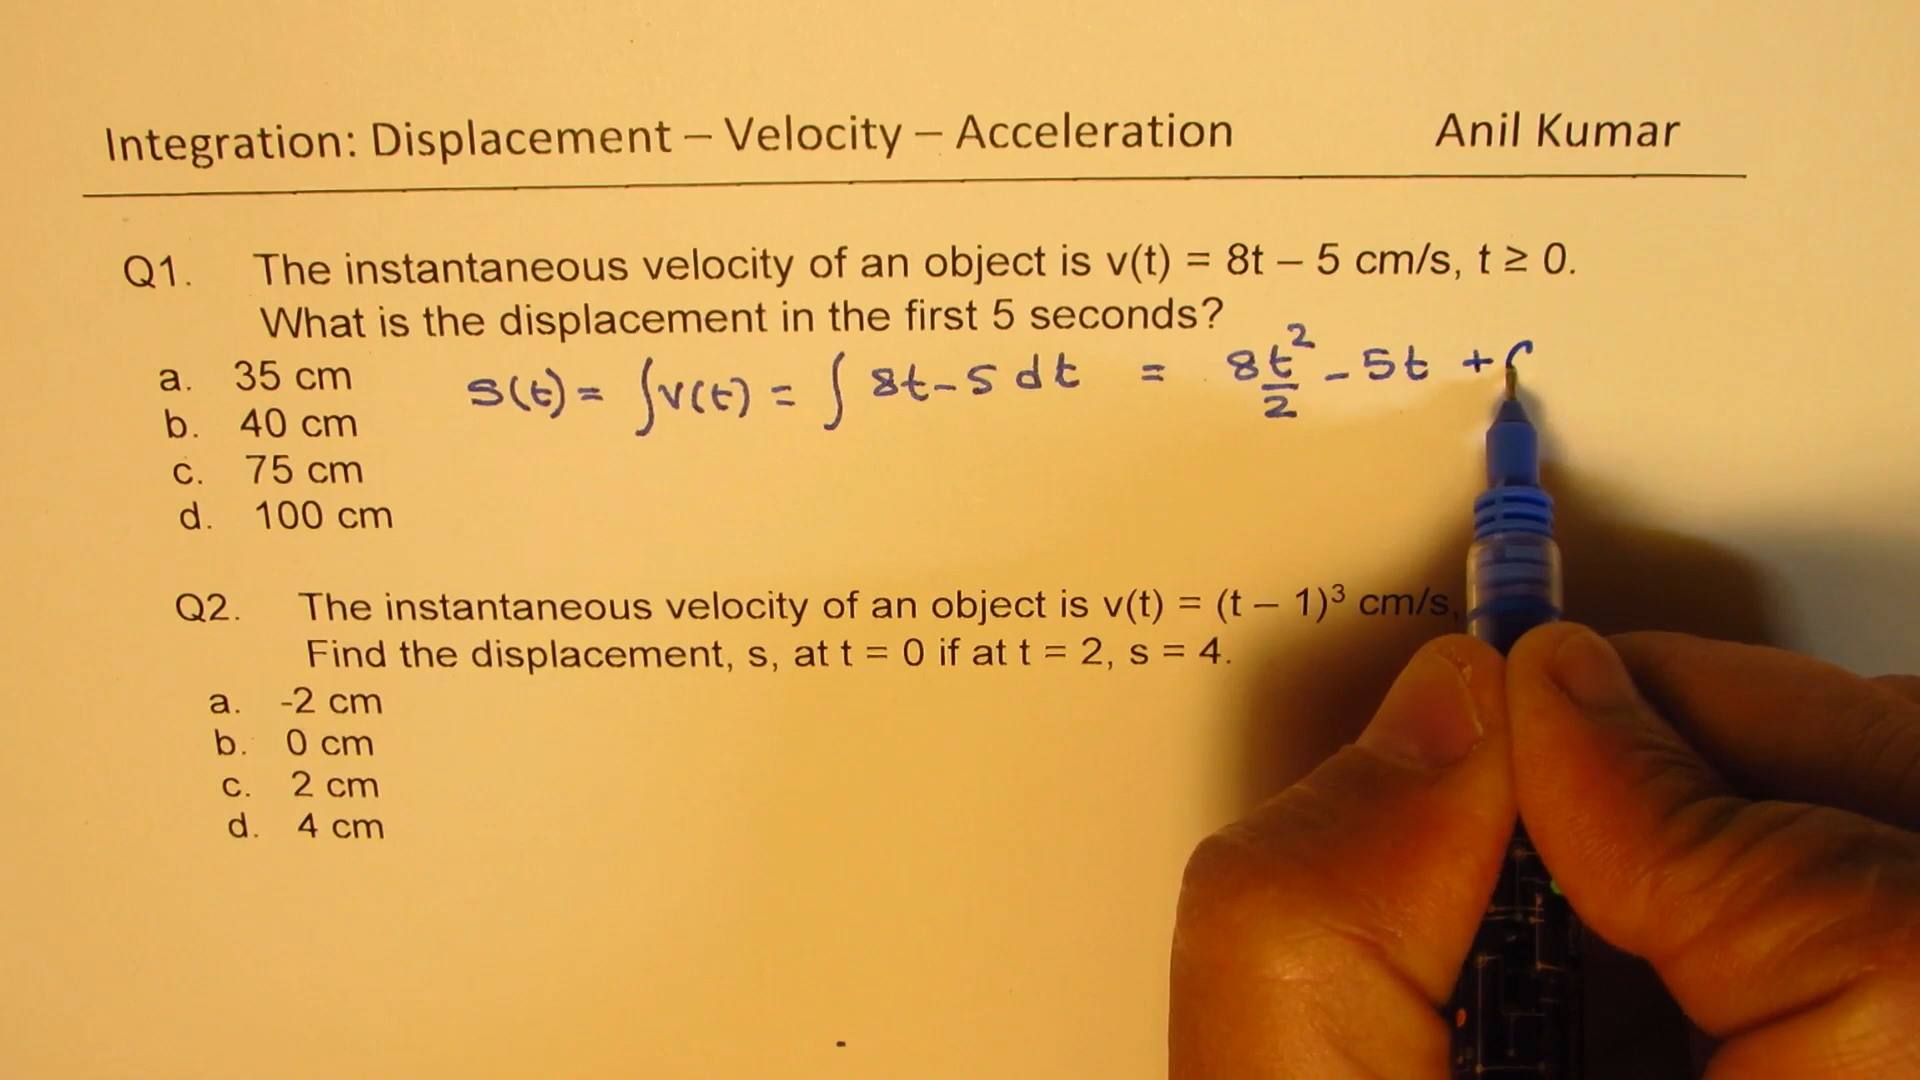 Integration: Displacement – Velocity – Acceleration Anil Kumar
Q1. The instantaneous velocity of an object is v(t) = 8t – 5 cm/s, t ≥ 0.
What is the displacement in the first 5 seconds?
s(t) = ∫v(t) = ∫ 8t-5 dt = 8t²/2 - 5t +
a. 35 cm
b. 40 cm
c. 75 cm
d. 100 cm
Q2. The instantaneous velocity of an object is v(t) = (t – 1)³ cm/s,
Find the displacement, s, at t = 0 if at t = 2, s = 4.
a. -2 cm
b. 0 cm
c. 2 cm
d. 4 cm